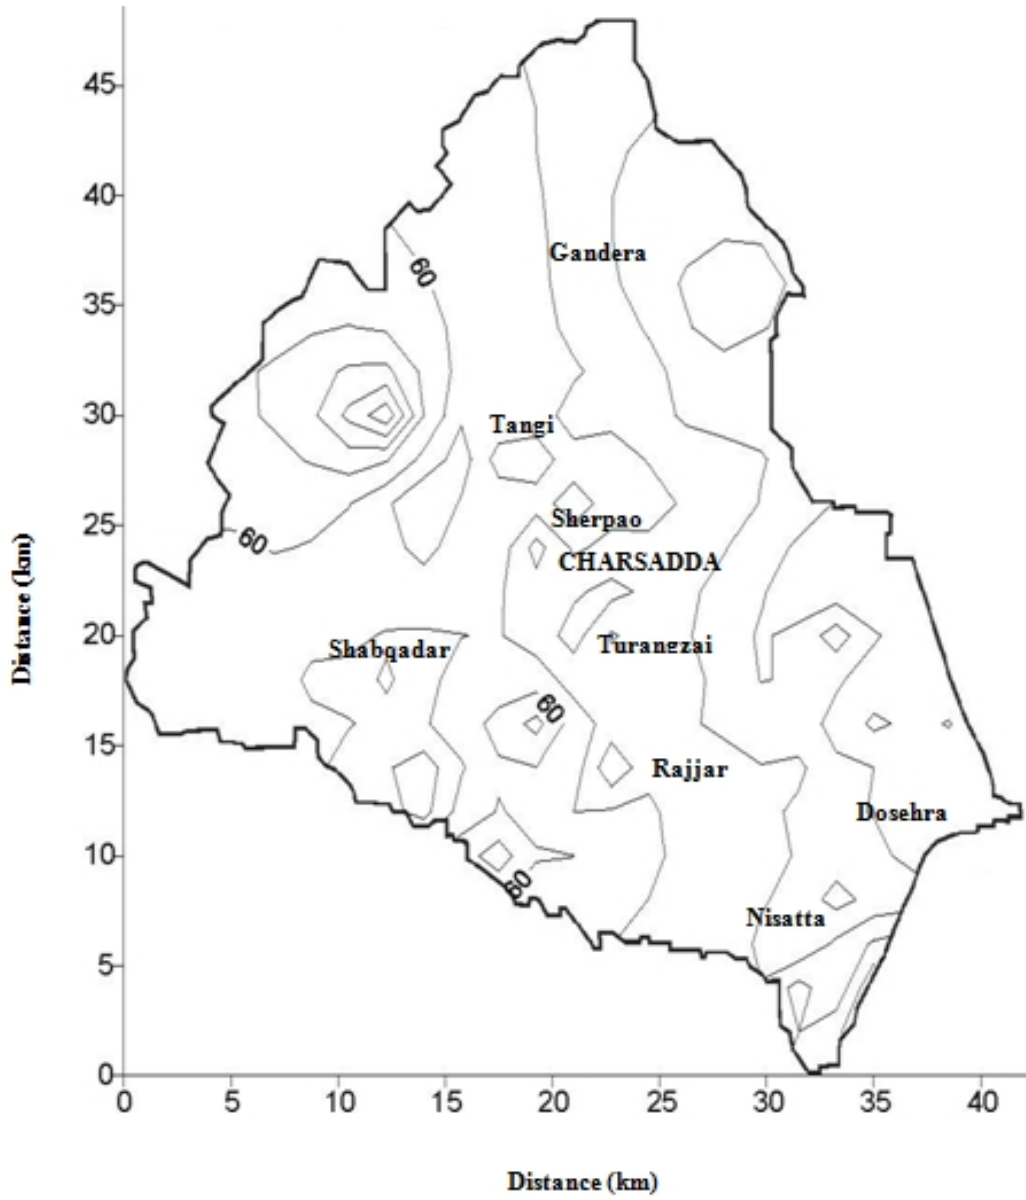 45
40
Gandera
60
35
30
Tangi
25
Sherpao
60
CHARSADDA
20
Turangzai
Shabqadar
60
15
Rajjar
Dosehra
10
60
Nisatta
5
0
0 5 10 15 20 25 30 35 40
Distance (km)
Distance (km)